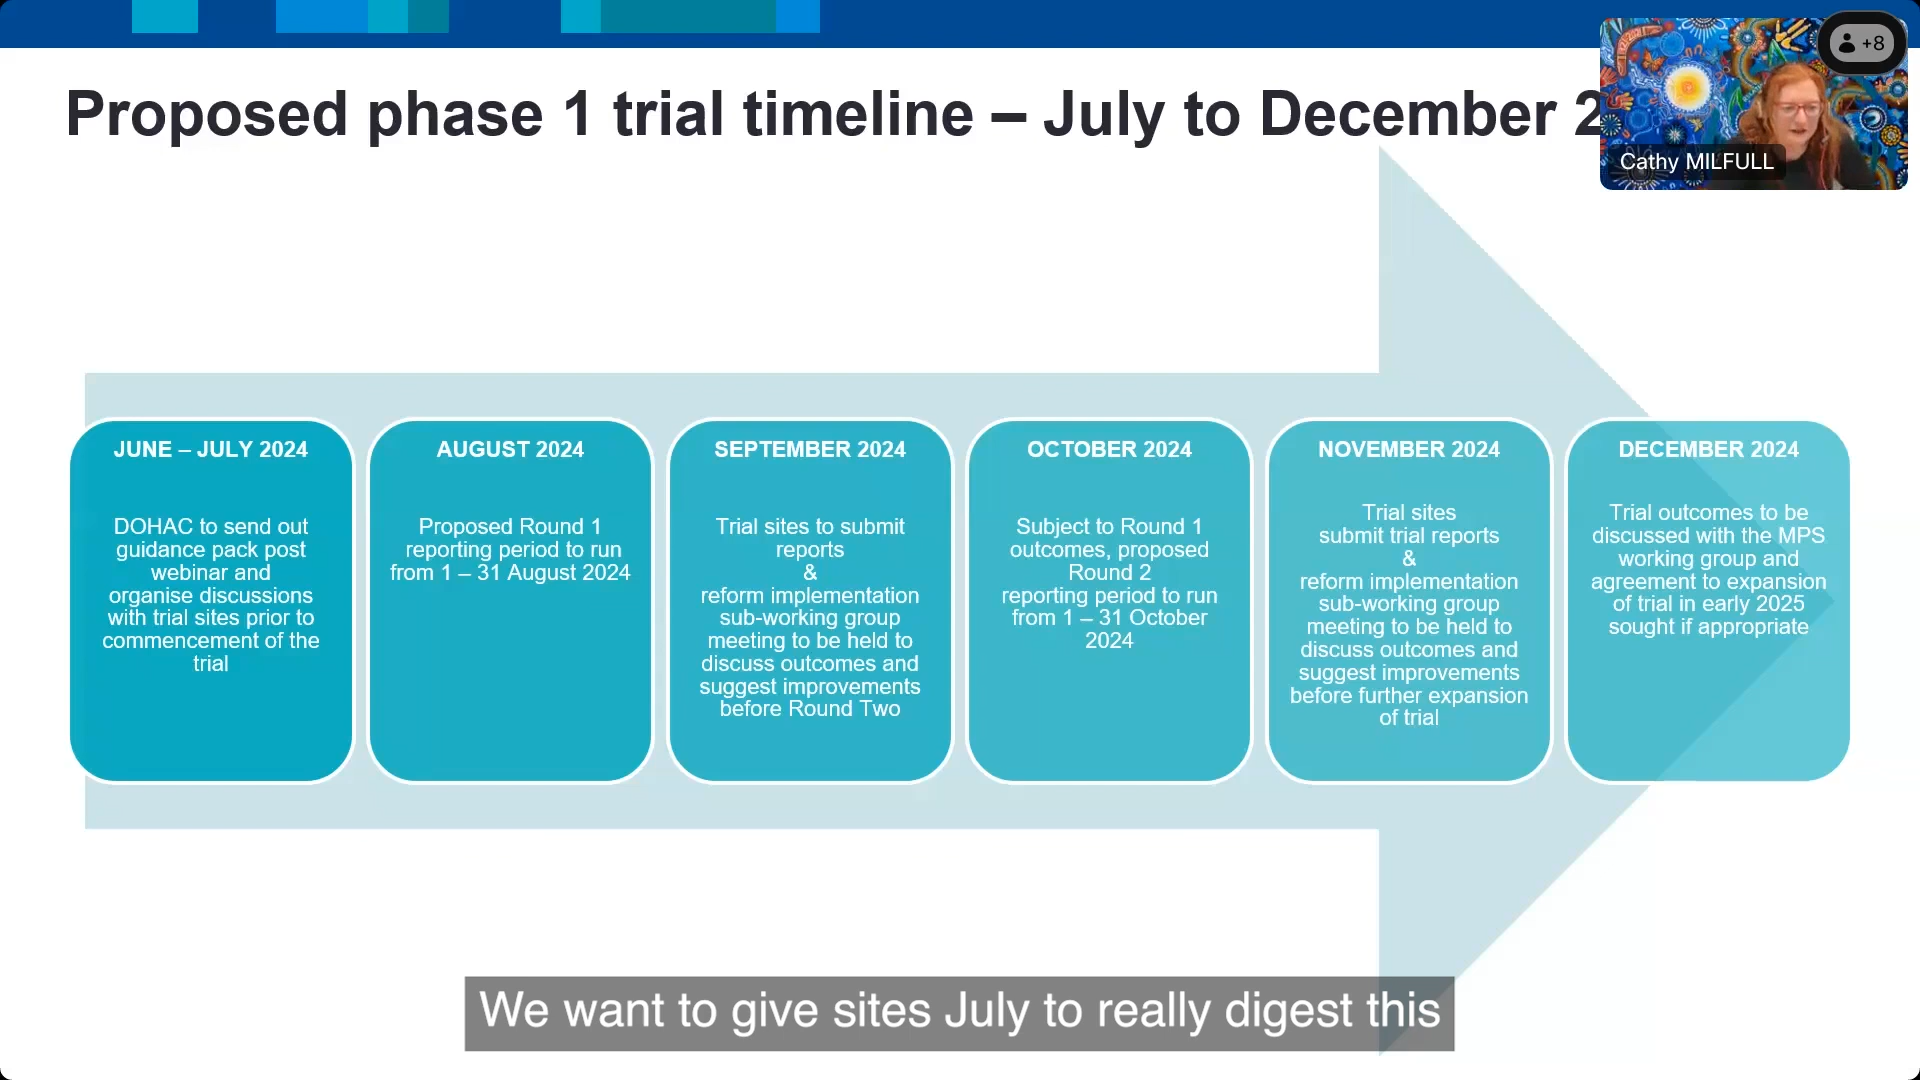 Proposed phase 1 trial timeline – July to December 2
+8
Cathy MILFULL
JUNE – JULY 2024
DOHAC to send out
guidance pack post
webinar and
organise discussions
with trial sites prior to
commencement of the
trial
AUGUST 2024
Proposed Round 1
reporting period to run
from 1 – 31 August 2024
SEPTEMBER 2024
Trial sites to submit
reports
&
reform implementation
sub-working group
meeting to be held to
discuss outcomes and
suggest improvements
before Round Two
OCTOBER 2024
Subject to Round 1
outcomes, proposed
Round 2
reporting period to run
from 1 – 31 October
2024
NOVEMBER 2024
Trial sites
submit trial reports
&
reform implementation
sub-working group
meeting to be held to
discuss outcomes and
suggest improvements
before further expansion
of trial
DECEMBER 2024
Trial outcomes to be
discussed with the MPS
working group and
agreement to expansion
of trial in early 2025
sought if appropriate
We want to give sites July to really digest this